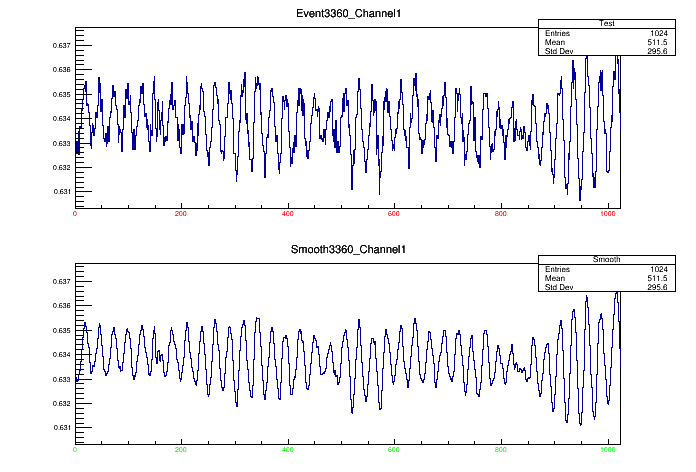 Event3360_Channel1
Test
Entries 1024
Mean 511.5
Std Dev 295.6
0.637
0.636
0.635
0.634
0.633
0.632
0.631
0 200 400 600 800 1000
Smooth3360_Channel1
Smooth
Entries 1024
Mean 511.5
Std Dev 295.6
0.637
0.636
0.635
0.634
0.633
0.632
0.631
0 200 400 600 800 1000